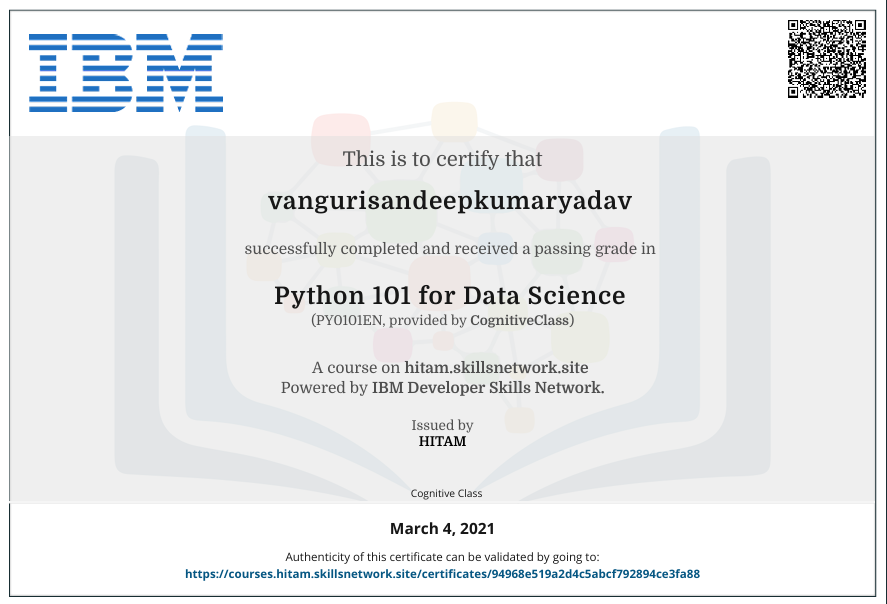 IBM
This is to certify that
vangurisandeepkumaryadav
successfully completed and received a passing grade in
Python 101 for Data Science
(PY0101EN, provided by CognitiveClass)
A course on hitam.skillsnetwork.site
Powered by IBM Developer Skills Network.
Issued by
HITAM
Cognitive Class
March 4, 2021
Authenticity of this certificate can be validated by going to:
https://courses.hitam.skillsnetwork.site/certificates/94968e519a2d4c5abcf792894ce3fa88